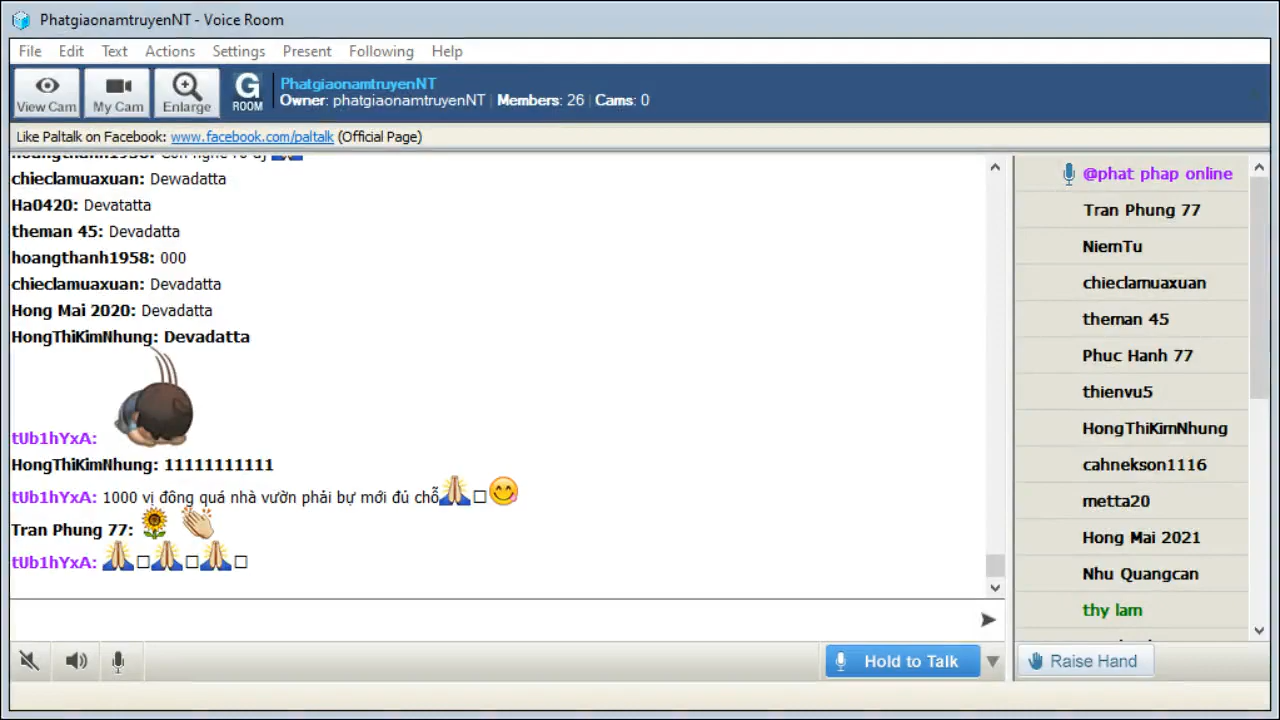 PhatgiaonamtruyenNT - Voice Room
File Edit Text Actions Settings Present Following Help
View Cam
My Cam
Enlarge
G ROOM
PhatgiaonamtruyenNT
Owner: phatgiaonamtruyenNT | Members: 26 | Cams: 0
Like Paltalk on Facebook: www.facebook.com/paltalk (Official Page)
chieclamuaxuan: Dewadatta
Ha0420: Devatatta
theman 45: Devadatta
hoangthanh1958: 000
chieclamuaxuan: Devadatta
Hong Mai 2020: Devadatta
HongThiKimNhung: Devadatta
tUb1hYxA:
HongThiKimNhung: 11111111111
tUb1hYxA: 1000 vị đông quá nhà vườn phải bự mới đủ chỗ
Tran Phung 77:
tUb1hYxA:
@phat phap online
Tran Phung 77
NiemTu
chieclamuaxuan
theman 45
Phuc Hanh 77
thienvu5
HongThiKimNhung
cahnekson1116
metta20
Hong Mai 2021
Nhu Quangcan
thy lam
Hold to Talk
Raise Hand